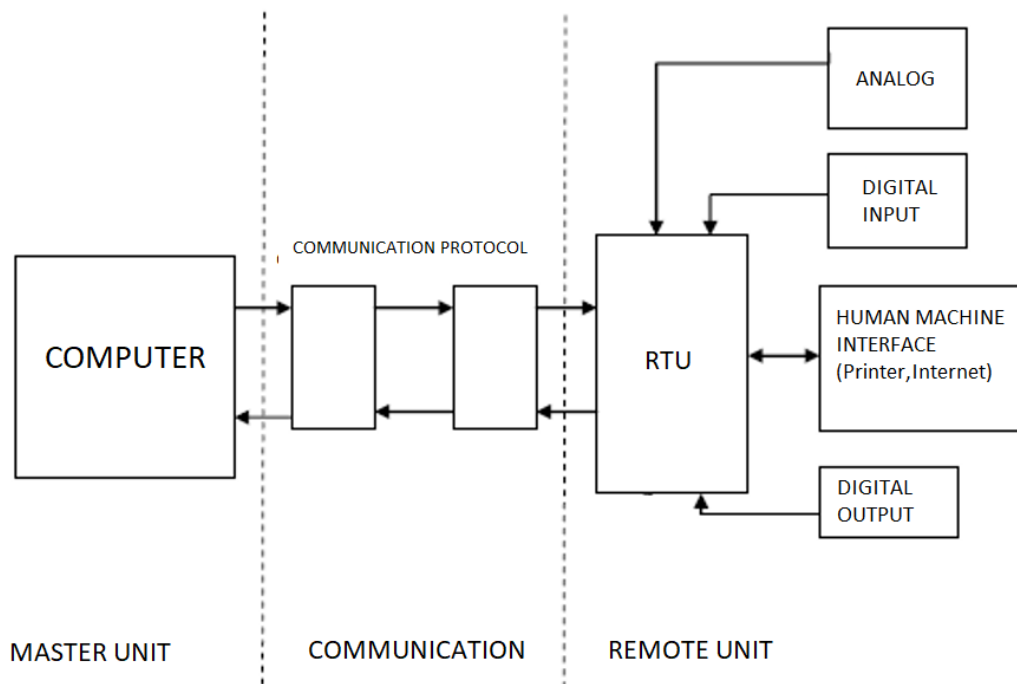 ANALOG
DIGITAL
INPUT
COMMUNICATION PROTOCOL
COMPUTER
RTU
HUMAN MACHINE
INTERFACE
(Printer,Internet)
DIGITAL
OUTPUT
MASTER UNIT
COMMUNICATION
REMOTE UNIT